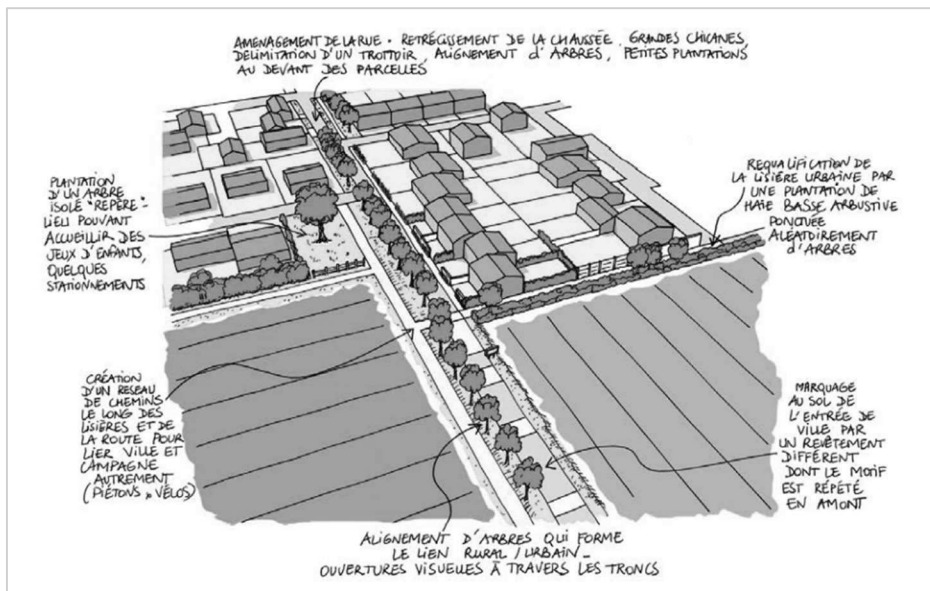 AMENAGEMENT DE LA RUE • RETRÉCISSEMENT DE LA CHAUSSÉE, GRANDES CHICANES,
DELIMITATION D'UN TROTTOIR, ALIGNEMENT d'ARBRES, PETITES PLANTATIONS
AU DEVANT DES PARCELLES
PLANTATION
D'UN ARBRE
ISOLÉ "REPÈRE" -
LIEU POUVANT
ACCUEILLIR DES
JEUX D'ENFANTS,
QUELQUES
STATIONNEMENTS
REQUALIFICATION DE
LA LISIÈRE URBAINE PAR
UNE PLANTATION DE
HAIE BASSE ARBUSTIVE
PONCTUÉE
ALÉATOIREMENT
d'ARBRES
CRÉATION
D'UN RESEAU
DE CHEMINS
LE LONG DES
LISIÈRES ET DE
LA ROUTE POUR
LIER VILLE ET
CAMPAGNE
AUTREMENT
(PIÉTONS » VÉLOS)
MARQUAGE
AU SOL DE
L'ENTRÉE DE
VILLE PAR
UN REVÊTEMENT
DIFFÉRENT
DONT LE MOTIF
EST RÉPÉTÉ
EN AMONT
ALIGNEMENT D'ARBRES QUI FORME
LE LIEN RURAL / URBAIN -
OUVERTURES VISUELLES À TRAVERS LES TRONCS